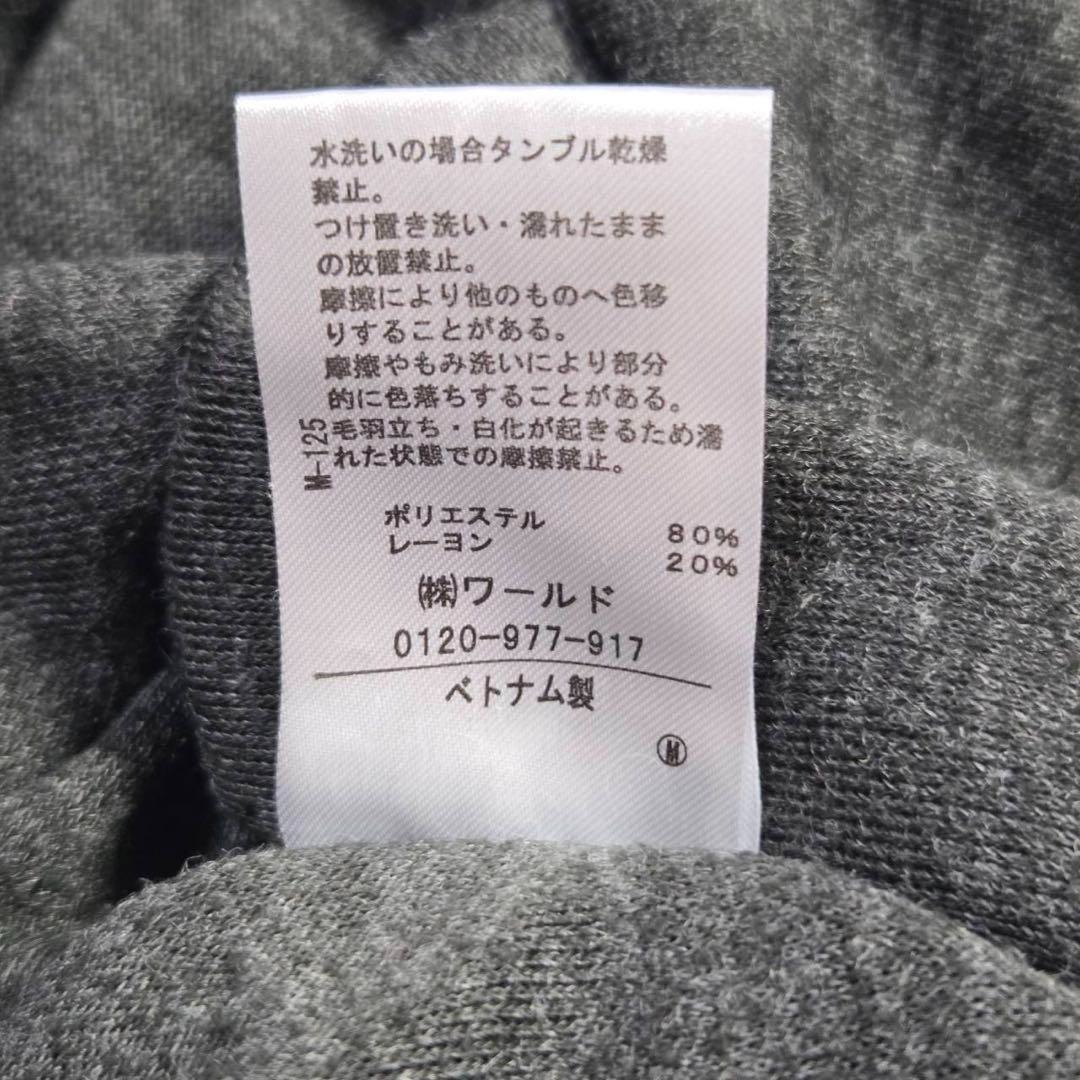 水洗いの場合タンブル乾燥
禁止。
つけ置き洗い・濡れたまま
の放置禁止。
摩擦により他のものへ色移
りすることがある。
摩擦やもみ洗いにより部分
的に色落ちすることがある。
毛羽立ち・白化が起きるため濡
れた状態での摩擦禁止。
M-125
ポリエステル 80%
レーヨン 20%
㈱ワールド
0120-977-917
ベトナム製
Ⓜ